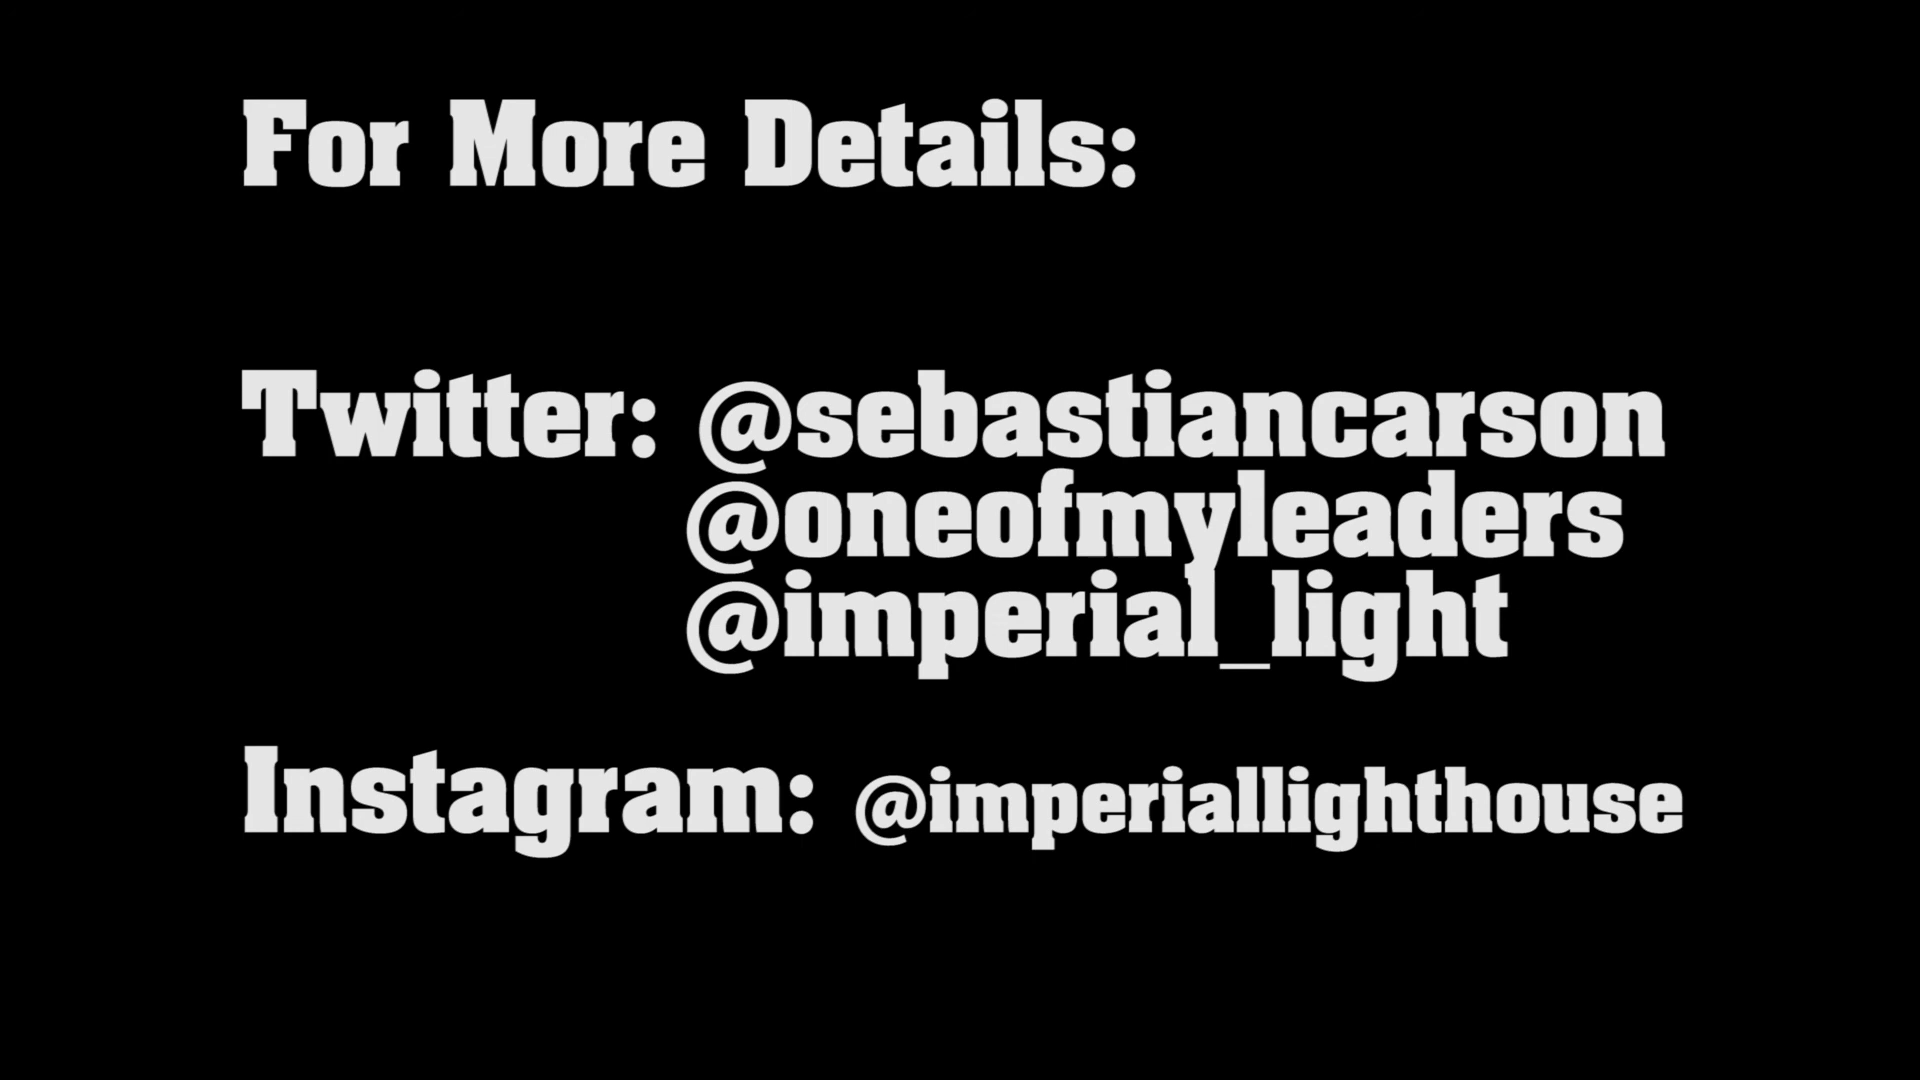 For More Details:
Twitter: @sebastiancarson
@oneofmyleaders
@imperial_light
Instagram: @imperiallighthouse